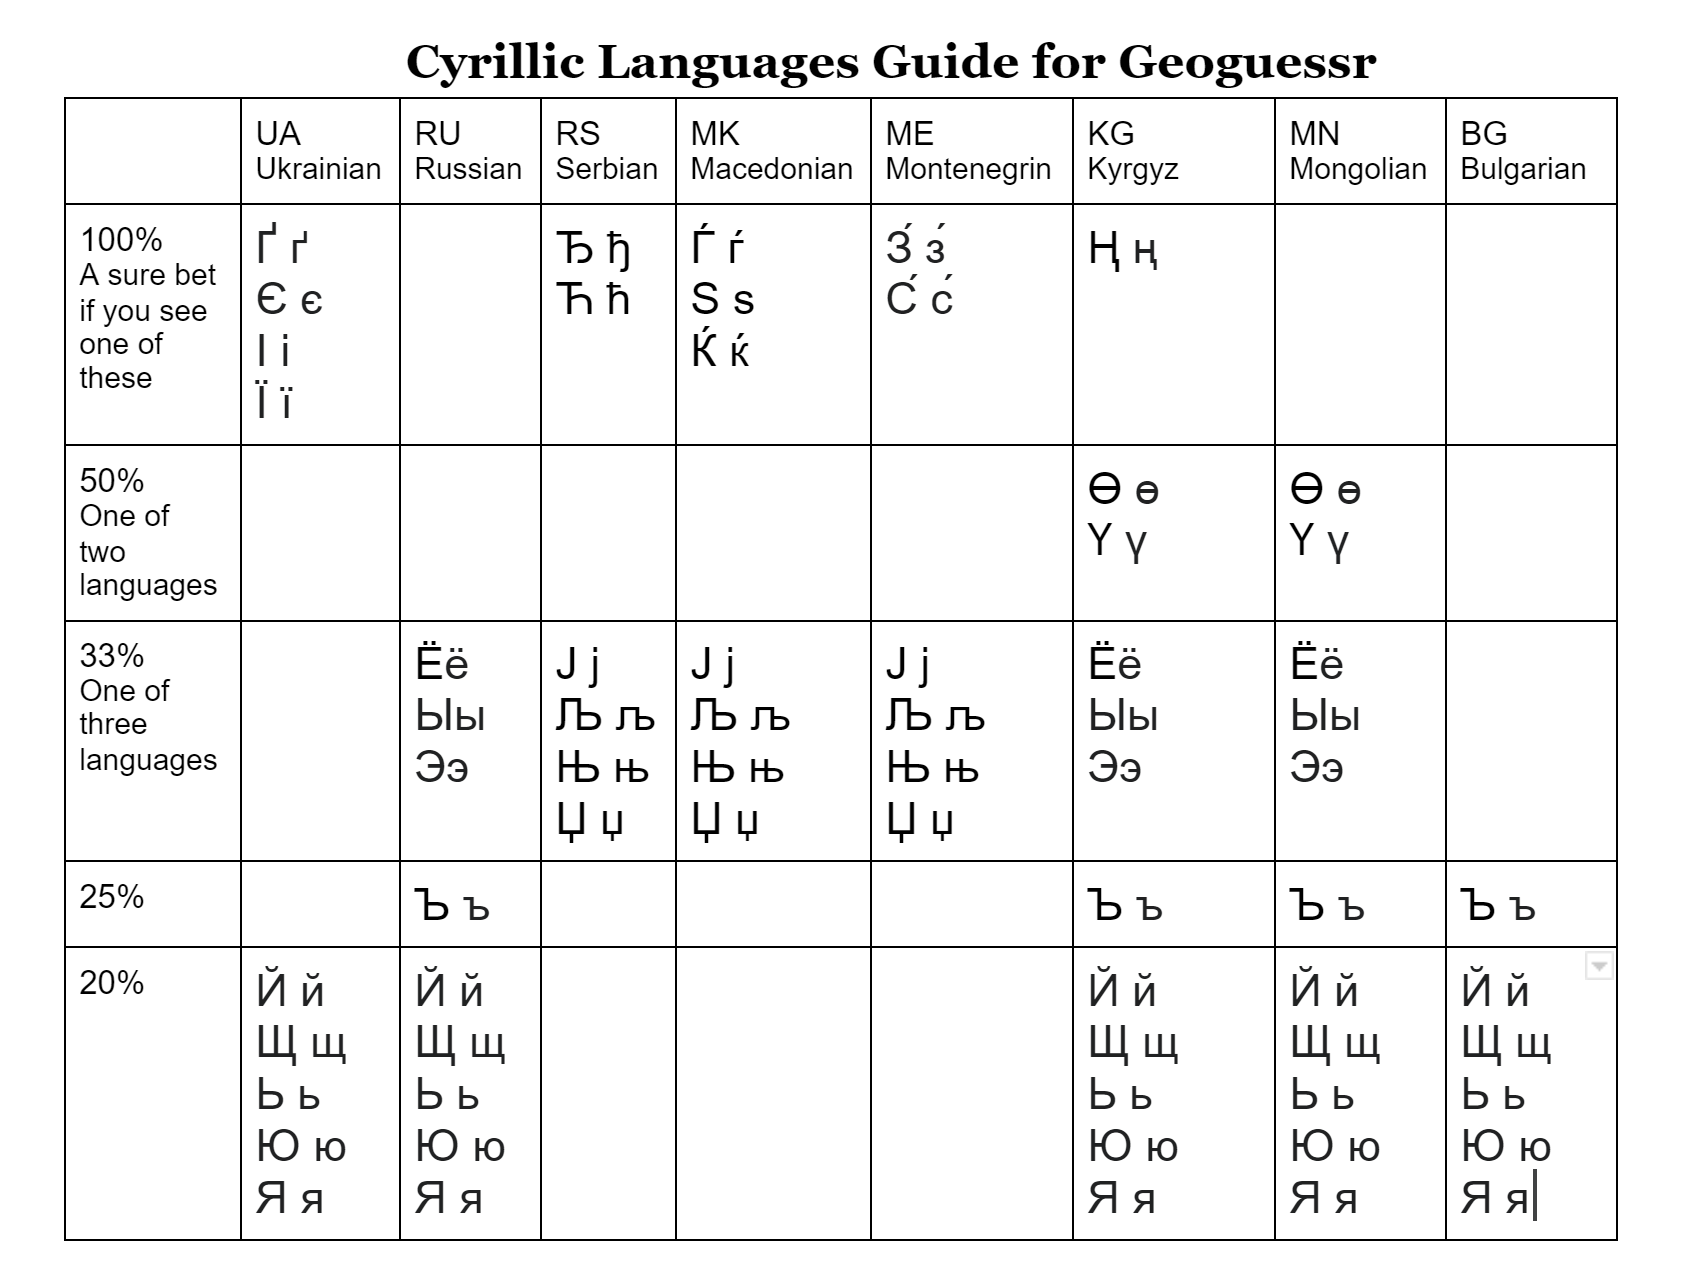 Cyrillic Languages Guide for Geoguessr
UA RU RS MK ME KG MN BG
Ukrainian Russian Serbian Macedonian Montenegrin Kyrgyz Mongolian Bulgarian
100% Ґ ґ Ђ ђ Ѓ ѓ З́ з́ Ң ң
A sure bet
if you see Є є Ћ ћ Ѕ ѕ С́ с́
one of І і Ќ ќ
these Ї ї
50% Ө ө Ө ө
One of
two Ү ү Ү ү
languages
33% Ёё Ј ј Ј ј Ј ј Ёё Ёё
One of Ыы Љ љ Љ љ Љ љ Ыы Ыы
three
languages Ээ Њ њ Њ њ Њ њ Ээ Ээ
Џ џ Џ џ Џ џ
25% Ъ ъ Ъ ъ Ъ ъ Ъ ъ
20% Й й Й й Й й Й й Й й
Щ щ Щ щ Щ щ Щ щ Щ щ
Ь ь Ь ь Ь ь Ь ь Ь ь
Ю ю Ю ю Ю ю Ю ю Ю ю
Я я Я я Я я Я я Я я